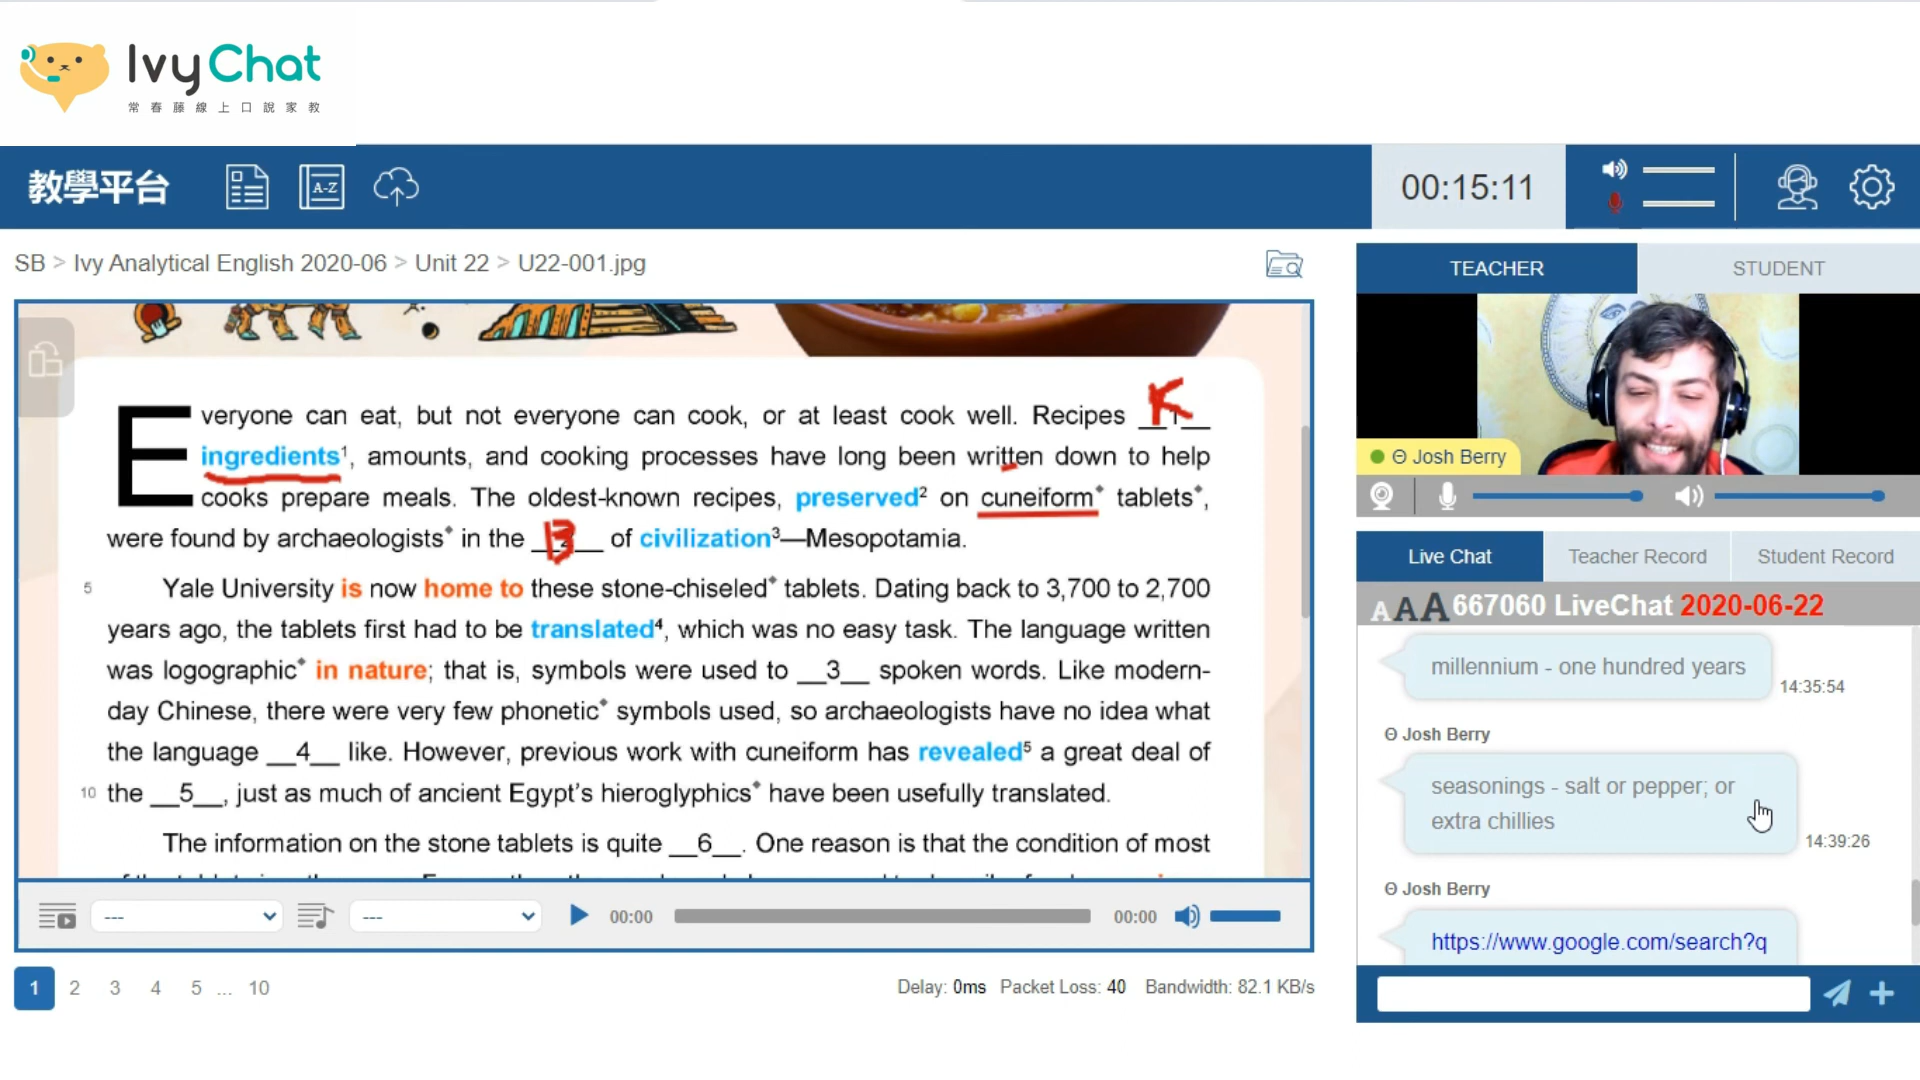 IvyChat
常春藤線上口說家教
教學平台
A-Z
00:15:11
SB > Ivy Analytical English 2020-06 > Unit 22 > U22-001.jpg
Everyone can eat, but not everyone can cook, or at least cook well. Recipes __1__ K
ingredients¹, amounts, and cooking processes have long been written down to help
cooks prepare meals. The oldest-known recipes, preserved² on cuneiform◆ tablets◆,
were found by archaeologists◆ in the __2__ B of civilization³—Mesopotamia.
5 Yale University is now home to these stone-chiseled◆ tablets. Dating back to 3,700 to 2,700
years ago, the tablets first had to be translated⁴, which was no easy task. The language written
was logographic◆ in nature; that is, symbols were used to __3__ spoken words. Like modern-
day Chinese, there were very few phonetic◆ symbols used, so archaeologists have no idea what
the language __4__ like. However, previous work with cuneiform has revealed⁵ a great deal of
10 the __5__, just as much of ancient Egypt's hieroglyphics◆ have been usefully translated.
The information on the stone tablets is quite __6__. One reason is that the condition of most
--- --- 00:00 00:00
1 2 3 4 5 ... 10
Delay: 0ms Packet Loss: 40 Bandwidth: 82.1 KB/s
TEACHER STUDENT
Θ Josh Berry
Live Chat Teacher Record Student Record
AAA 667060 LiveChat 2020-06-22
millennium - one hundred years
14:35:54
Θ Josh Berry
seasonings - salt or pepper; or
extra chillies
14:39:26
Θ Josh Berry
https://www.google.com/search?q